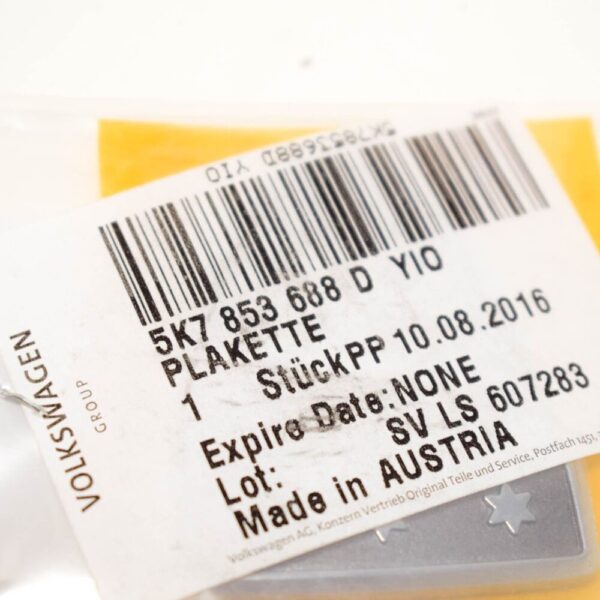 5K7853688D YIO
5K7 853 688 D YIO
PLAKETTE
1 StückPP 10.08.2016
Expire Date:NONE
Lot: SV LS 607283
Made in AUSTRIA
Volkswagen AG, Konzern Vertrieb Original Teile und Service, Postfach 1451,
VOLKSWAGEN
GROUP